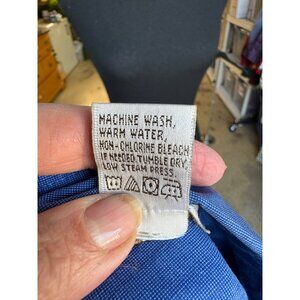 MACHINE WASH,
WARM WATER,
NON-CHLORINE BLEACH
IF NEEDED TUMBLE DRY,
LOW STEAM PRESS.